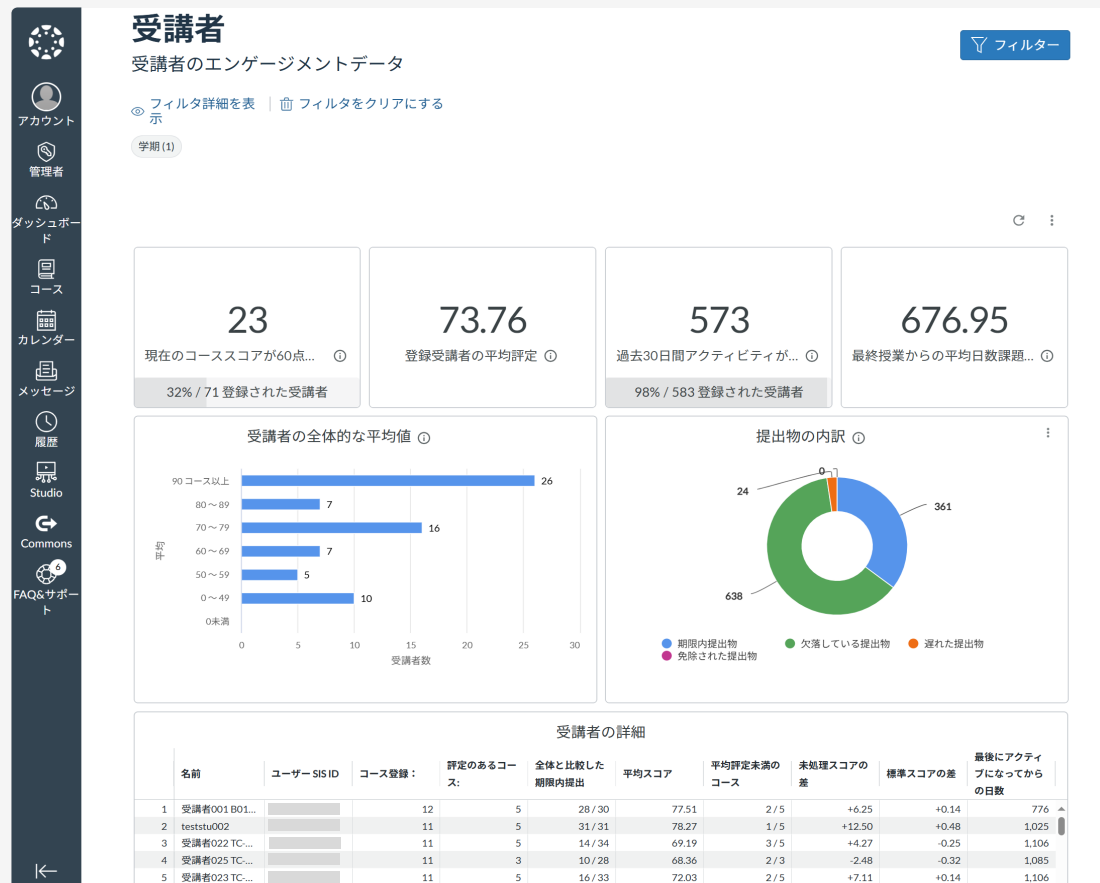 受講者
受講者のエンゲージメントデータ
フィルター
フィルタ詳細を表
示
フィルタをクリアにする
学期 (1)
アカウント
管理者
ダッシュボー
ド
コース
カレンダー
メッセージ
履歴
Studio
Commons
6
FAQ&サポー
ト
23
現在のコーススコアが60点...
32% / 71 登録された受講者
73.76
登録受講者の平均評定
573
過去30日間アクティビティが...
98% / 583 登録された受講者
676.95
最終授業からの平均日数課題...
受講者の全体的な平均値
平均
90 コース以上 26
80～89 7
70～79 16
60～69 7
50～59 5
0～49 10
0未満
0 5 10 15 20 25 30
受講者数
提出物の内訳
0
24
361
638
期限内提出物 欠落している提出物 遅れた提出物
免除された提出物
受講者の詳細
名前 ユーザー SIS ID コース登録： 評定のあるコー
ス: 全体と比較した
期限内提出 平均スコア 平均評定未満の
コース 未処理スコアの
差 標準スコアの差 最後にアクティ
ブになってから
の日数
1 受講者001 B01... 12 5 28 / 30 77.51 2 / 5 +6.25 +0.14 776
2 teststu002 11 5 31 / 31 78.27 1 / 5 +12.50 +0.48 1,025
3 受講者022 TC-... 11 5 14 / 34 69.19 3 / 5 +4.27 -0.25 1,106
4 受講者025 TC-... 11 3 10 / 28 68.36 2 / 3 -2.48 -0.32 1,085
5 受講者023 TC-... 11 5 16 / 33 72.03 2 / 5 +7.11 +0.14 1,106